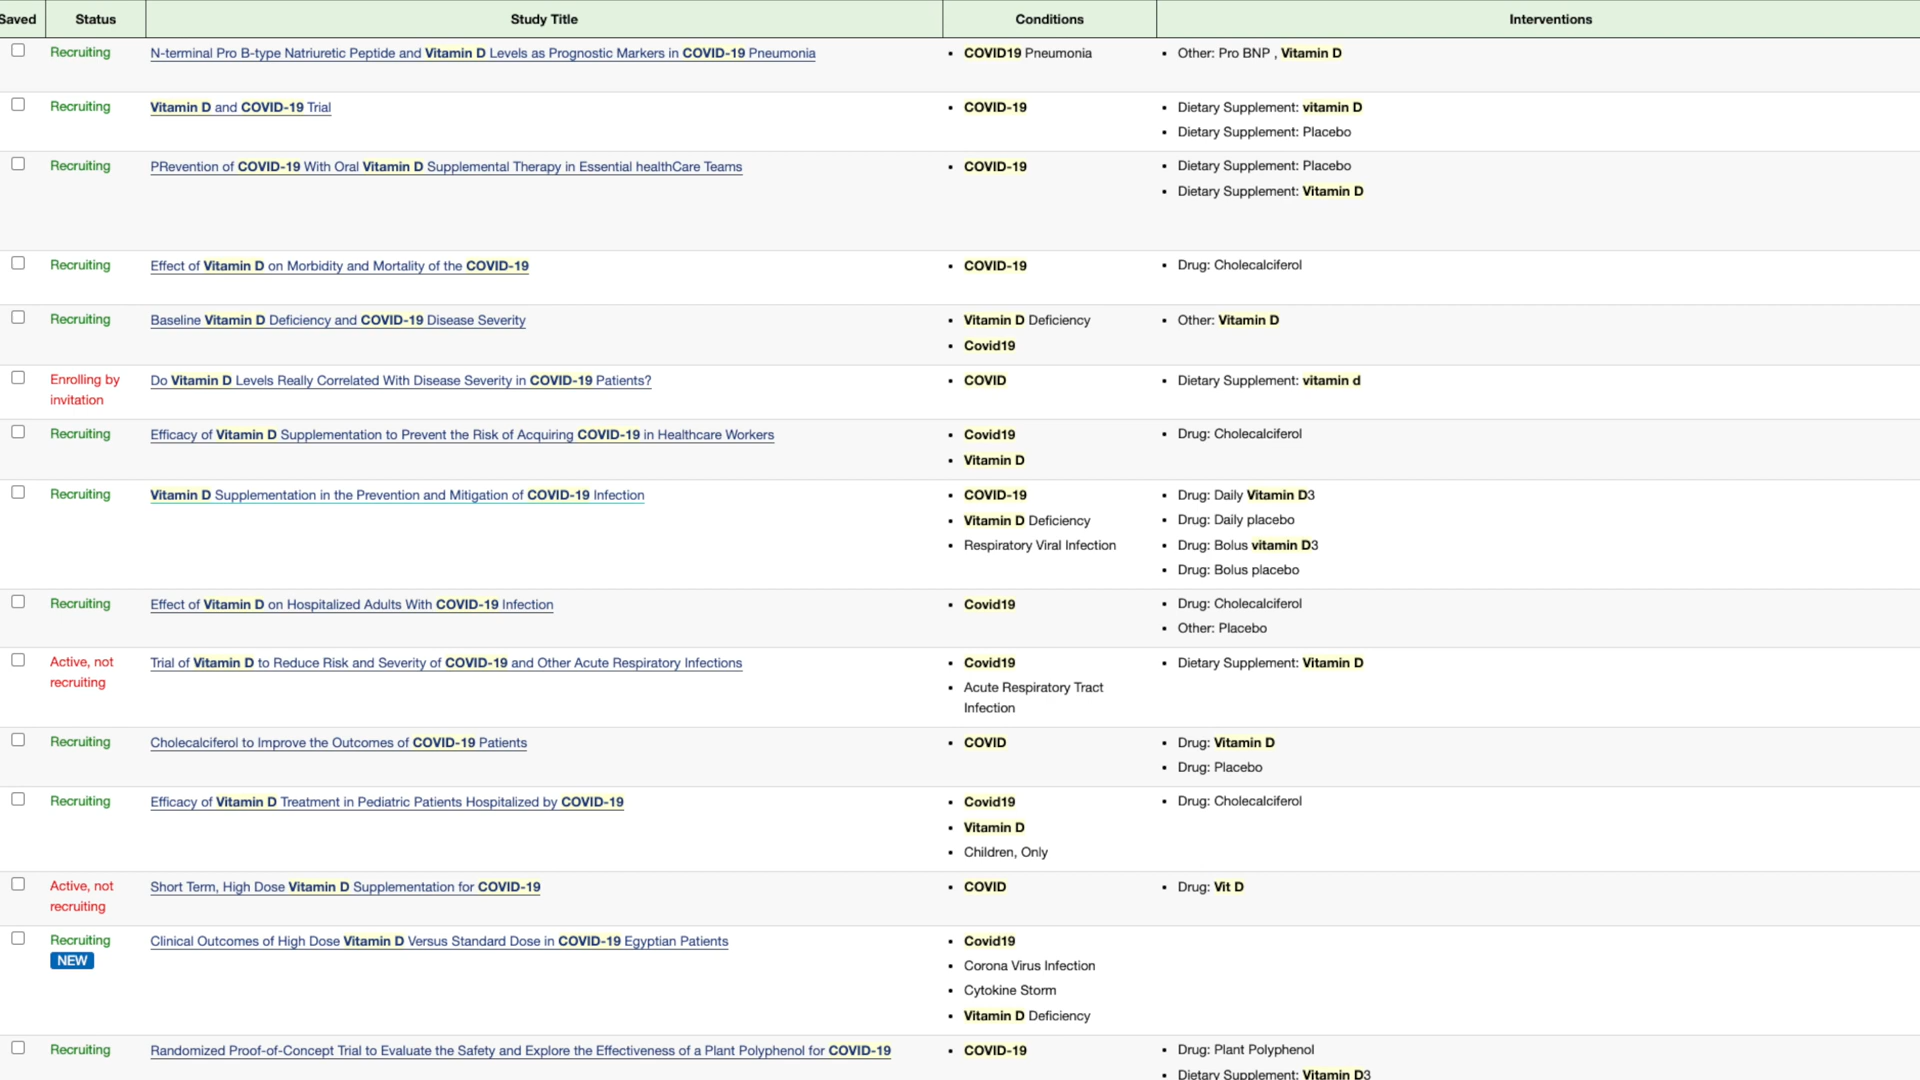 Saved Status Study Title Conditions Interventions
Recruiting N-terminal Pro B-type Natriuretic Peptide and Vitamin D Levels as Prognostic Markers in COVID-19 Pneumonia • COVID19 Pneumonia • Other: Pro BNP , Vitamin D
Recruiting Vitamin D and COVID-19 Trial • COVID-19 • Dietary Supplement: vitamin D
• Dietary Supplement: Placebo
Recruiting PRevention of COVID-19 With Oral Vitamin D Supplemental Therapy in Essential healthCare Teams • COVID-19 • Dietary Supplement: Placebo
• Dietary Supplement: Vitamin D
Recruiting Effect of Vitamin D on Morbidity and Mortality of the COVID-19 • COVID-19 • Drug: Cholecalciferol
Recruiting Baseline Vitamin D Deficiency and COVID-19 Disease Severity • Vitamin D Deficiency • Other: Vitamin D
• Covid19
Enrolling by Do Vitamin D Levels Really Correlated With Disease Severity in COVID-19 Patients? • COVID • Dietary Supplement: vitamin d
invitation
Recruiting Efficacy of Vitamin D Supplementation to Prevent the Risk of Acquiring COVID-19 in Healthcare Workers • Covid19 • Drug: Cholecalciferol
• Vitamin D
Recruiting Vitamin D Supplementation in the Prevention and Mitigation of COVID-19 Infection • COVID-19 • Drug: Daily Vitamin D3
• Vitamin D Deficiency • Drug: Daily placebo
• Respiratory Viral Infection • Drug: Bolus vitamin D3
• Drug: Bolus placebo
Recruiting Effect of Vitamin D on Hospitalized Adults With COVID-19 Infection • Covid19 • Drug: Cholecalciferol
• Other: Placebo
Active, not Trial of Vitamin D to Reduce Risk and Severity of COVID-19 and Other Acute Respiratory Infections • Covid19 • Dietary Supplement: Vitamin D
recruiting • Acute Respiratory Tract
Infection
Recruiting Cholecalciferol to Improve the Outcomes of COVID-19 Patients • COVID • Drug: Vitamin D
• Drug: Placebo
Recruiting Efficacy of Vitamin D Treatment in Pediatric Patients Hospitalized by COVID-19 • Covid19 • Drug: Cholecalciferol
• Vitamin D
• Children, Only
Active, not Short Term, High Dose Vitamin D Supplementation for COVID-19 • COVID • Drug: Vit D
recruiting
Recruiting Clinical Outcomes of High Dose Vitamin D Versus Standard Dose in COVID-19 Egyptian Patients • Covid19
NEW • Corona Virus Infection
• Cytokine Storm
• Vitamin D Deficiency
Recruiting Randomized Proof-of-Concept Trial to Evaluate the Safety and Explore the Effectiveness of a Plant Polyphenol for COVID-19 • COVID-19 • Drug: Plant Polyphenol
• Dietary Supplement: Vitamin D3